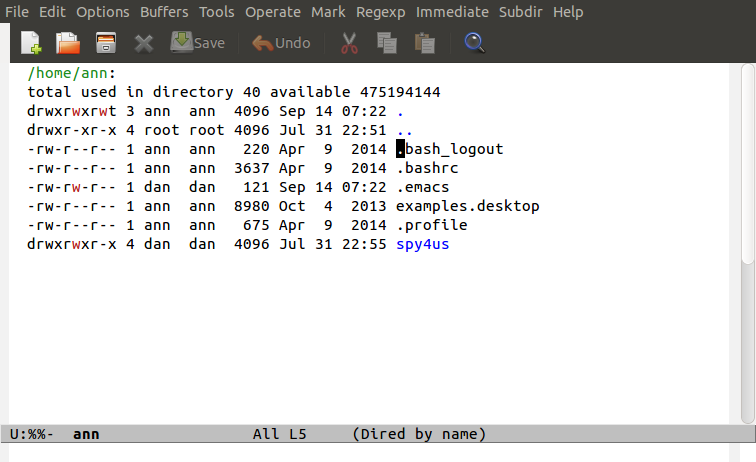 File Edit Options Buffers Tools Operate Mark Regexp Immediate Subdir Help
Save Undo
/home/ann:
total used in directory 40 available 475194144
drwxrwxrwt 3 ann  ann  4096 Sep 14 07:22 .
drwxr-xr-x 4 root root 4096 Jul 31 22:51 ..
-rw-r--r-- 1 ann  ann   220 Apr  9  2014 .bash_logout
-rw-r--r-- 1 ann  ann  3637 Apr  9  2014 .bashrc
-rw-rw-r-- 1 dan  dan   121 Sep 14 07:22 .emacs
-rw-r--r-- 1 ann  ann  8980 Oct  4  2013 examples.desktop
-rw-r--r-- 1 ann  ann   675 Apr  9  2014 .profile
drwxrwxr-x 4 dan  dan  4096 Jul 31 22:55 spy4us
U:%%-  ann                 All L5     (Dired by name)